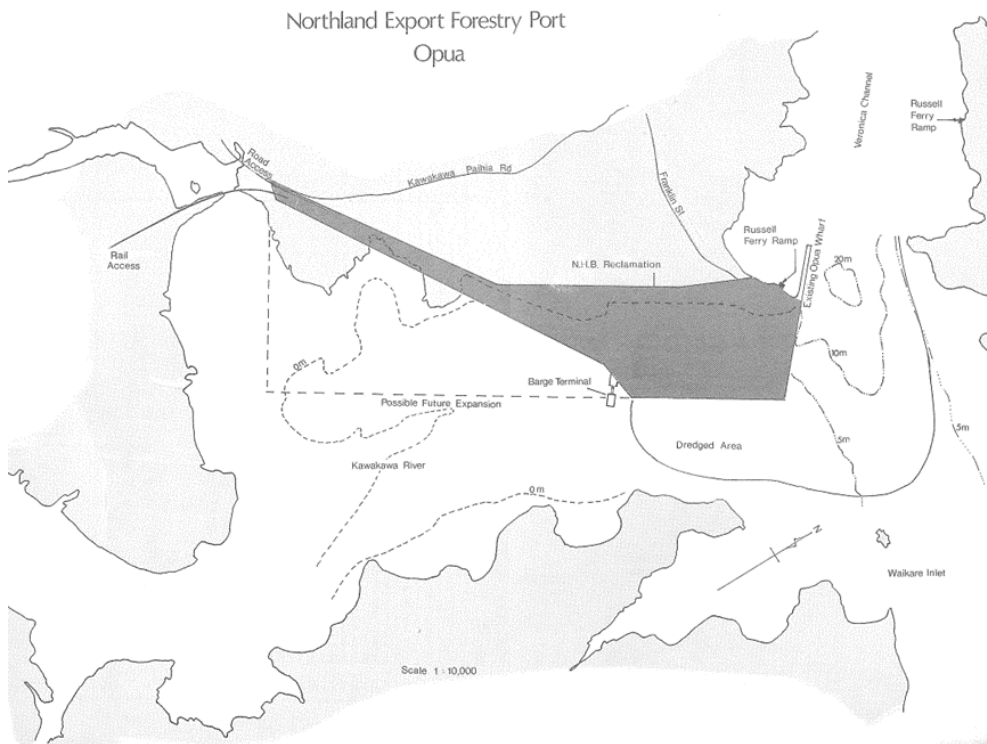 Northland Export Forestry Port
Opua
Veronica Channel
Russell
Ferry
Ramp
Road
Access
Kawakawa Paihia Rd
Franklin St
Russell
Ferry Ramp
Existing Opua Wharf
Rail
Access
N.H.B. Reclamation
20m
10m
0m
Barge Terminal
Possible Future Expansion
5m
5m
Dredged Area
Kawakawa River
0m
N
Waikare Inlet
Scale 1:10,000